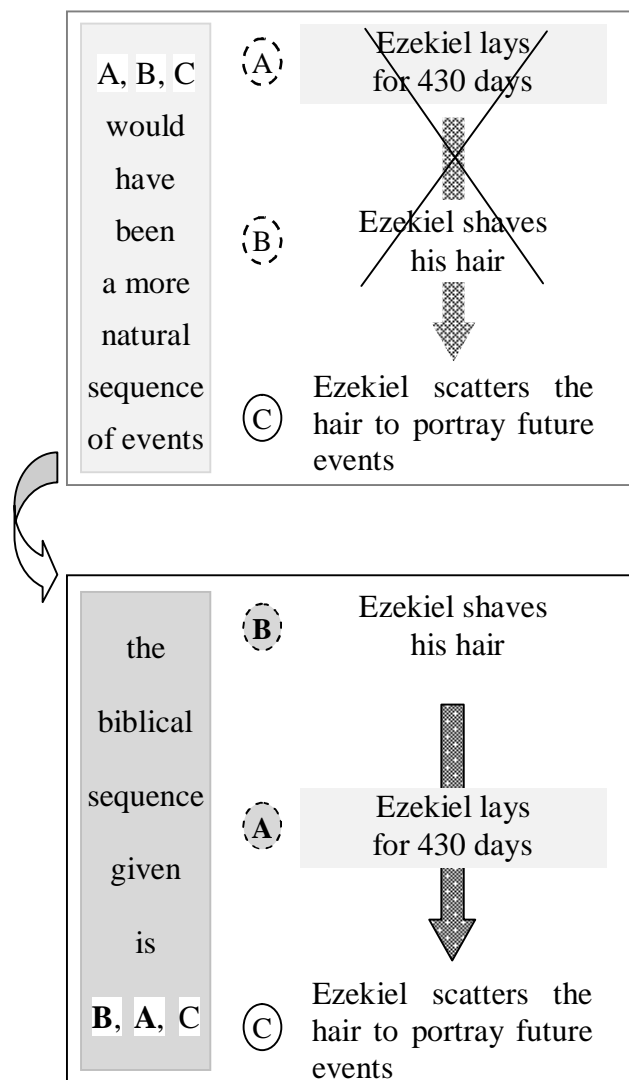 A, B, C
would
have
been
a more
natural
sequence
of events
A
Ezekiel lays
for 430 days
B
Ezekiel shaves
his hair
C
Ezekiel scatters the
hair to portray future
events
the
biblical
sequence
given
is
B, A, C
B
Ezekiel shaves
his hair
A
Ezekiel lays
for 430 days
C
Ezekiel scatters the
hair to portray future
events